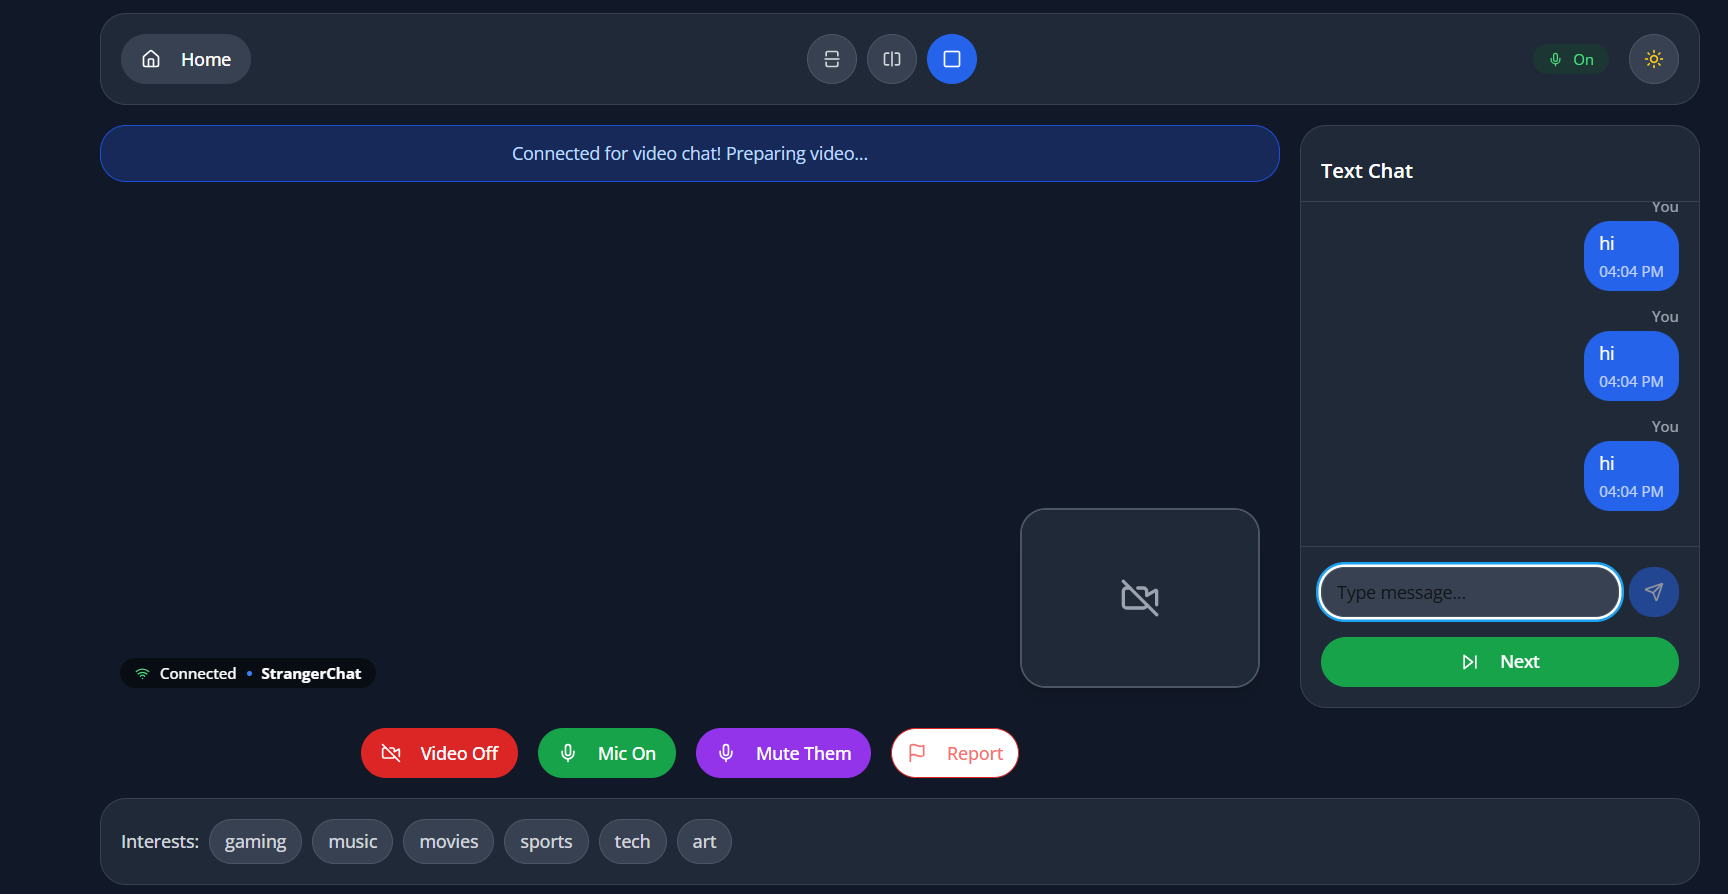 Home
On
Connected for video chat! Preparing video...
Text Chat
You
hi
04:04 PM
You
hi
04:04 PM
You
hi
04:04 PM
Type message...
Next
Connected • StrangerChat
Video Off
Mic On
Mute Them
Report
Interests: gaming music movies sports tech art